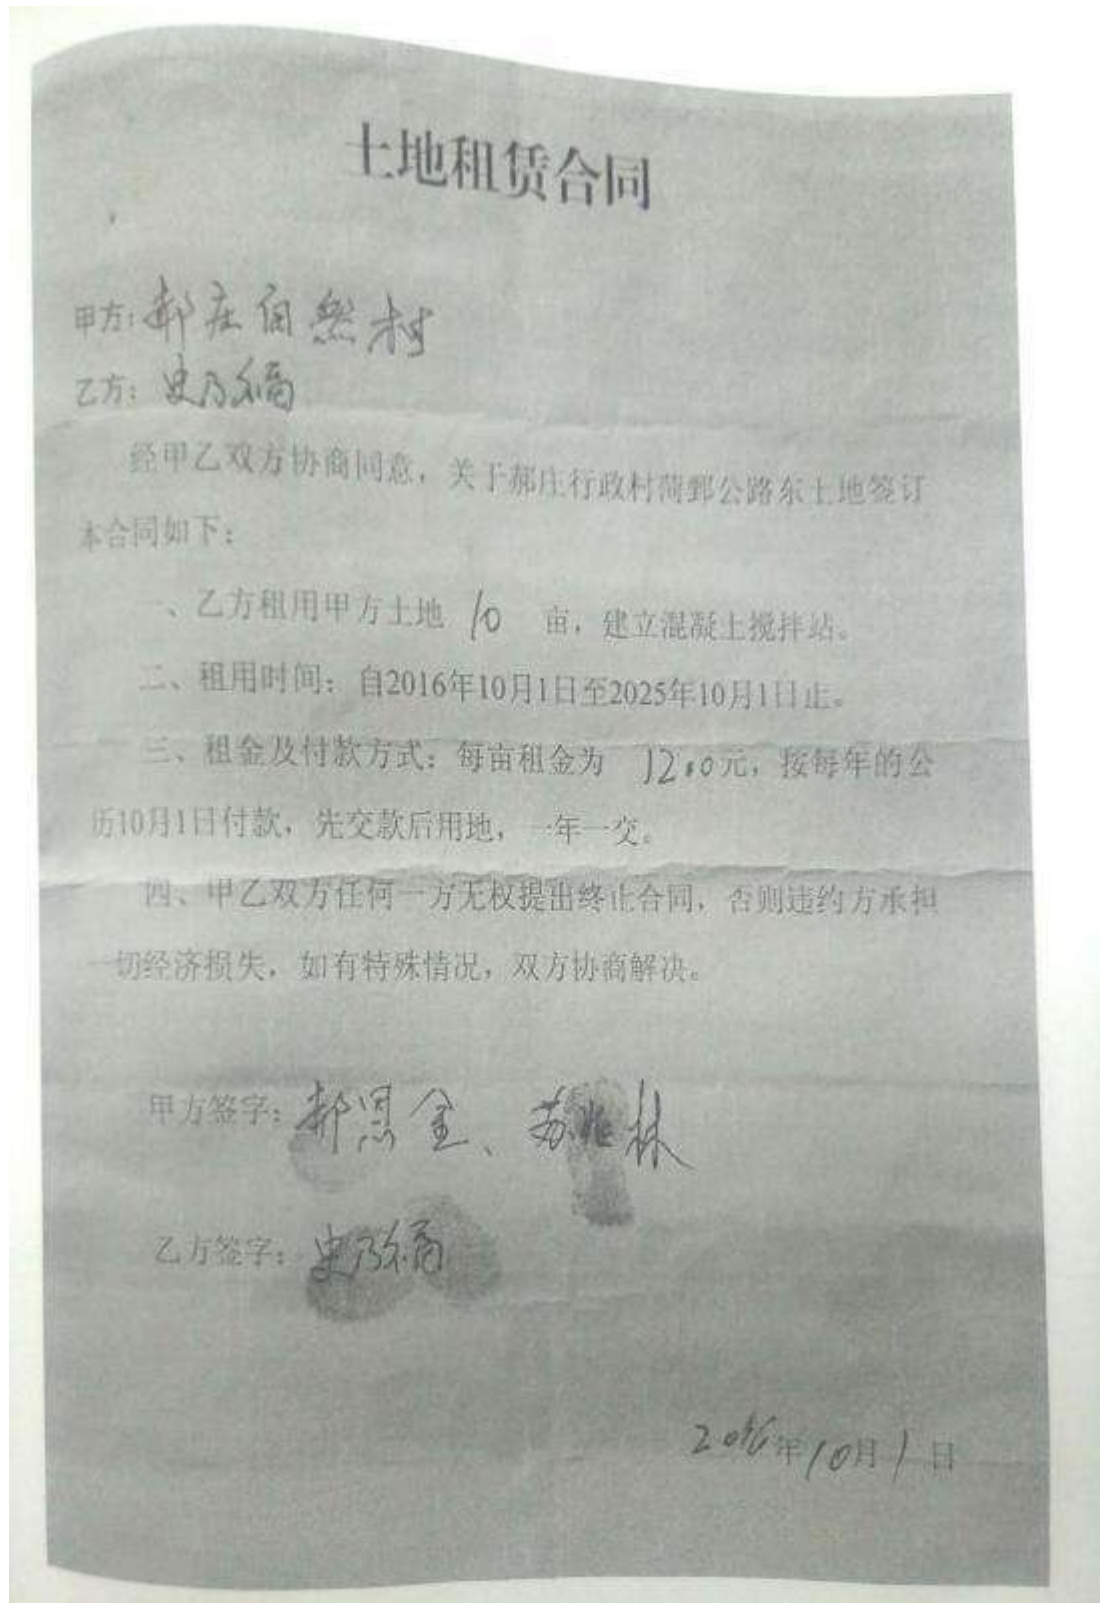 土地租赁合同
甲方：郝庄自然村
乙方：史乃
经甲乙双方协商同意，关于郝庄行政村菏鄄公路东土地签订
本合同如下：
一、乙方租用甲方土地 10 亩，建立混凝土搅拌站。
二、租用时间：自2016年10月1日至2025年10月1日止。
三、租金及付款方式：每亩租金为 1200元，按每年的公
历10月1日付款，先交款后用地，一年一交。
四、甲乙双方任何一方无权提出终止合同，否则违约方承担
一切经济损失，如有特殊情况，双方协商解决。
甲方签字：郝恩金、苏兆林
乙方签字：史乃
2016年10月1日